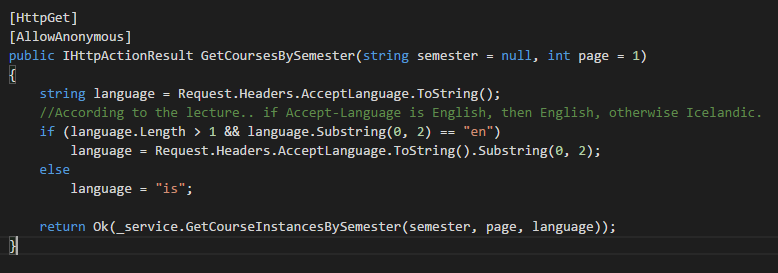 [HttpGet]
[AllowAnonymous]
public IHttpActionResult GetCoursesBySemester(string semester = null, int page = 1)
{
string language = Request.Headers.AcceptLanguage.ToString();
//According to the lecture.. if Accept-Language is English, then English, otherwise Icelandic.
if (language.Length > 1 && language.Substring(0, 2) == "en")
language = Request.Headers.AcceptLanguage.ToString().Substring(0, 2);
else
language = "is";
return Ok(_service.GetCourseInstancesBySemester(semester, page, language));
}